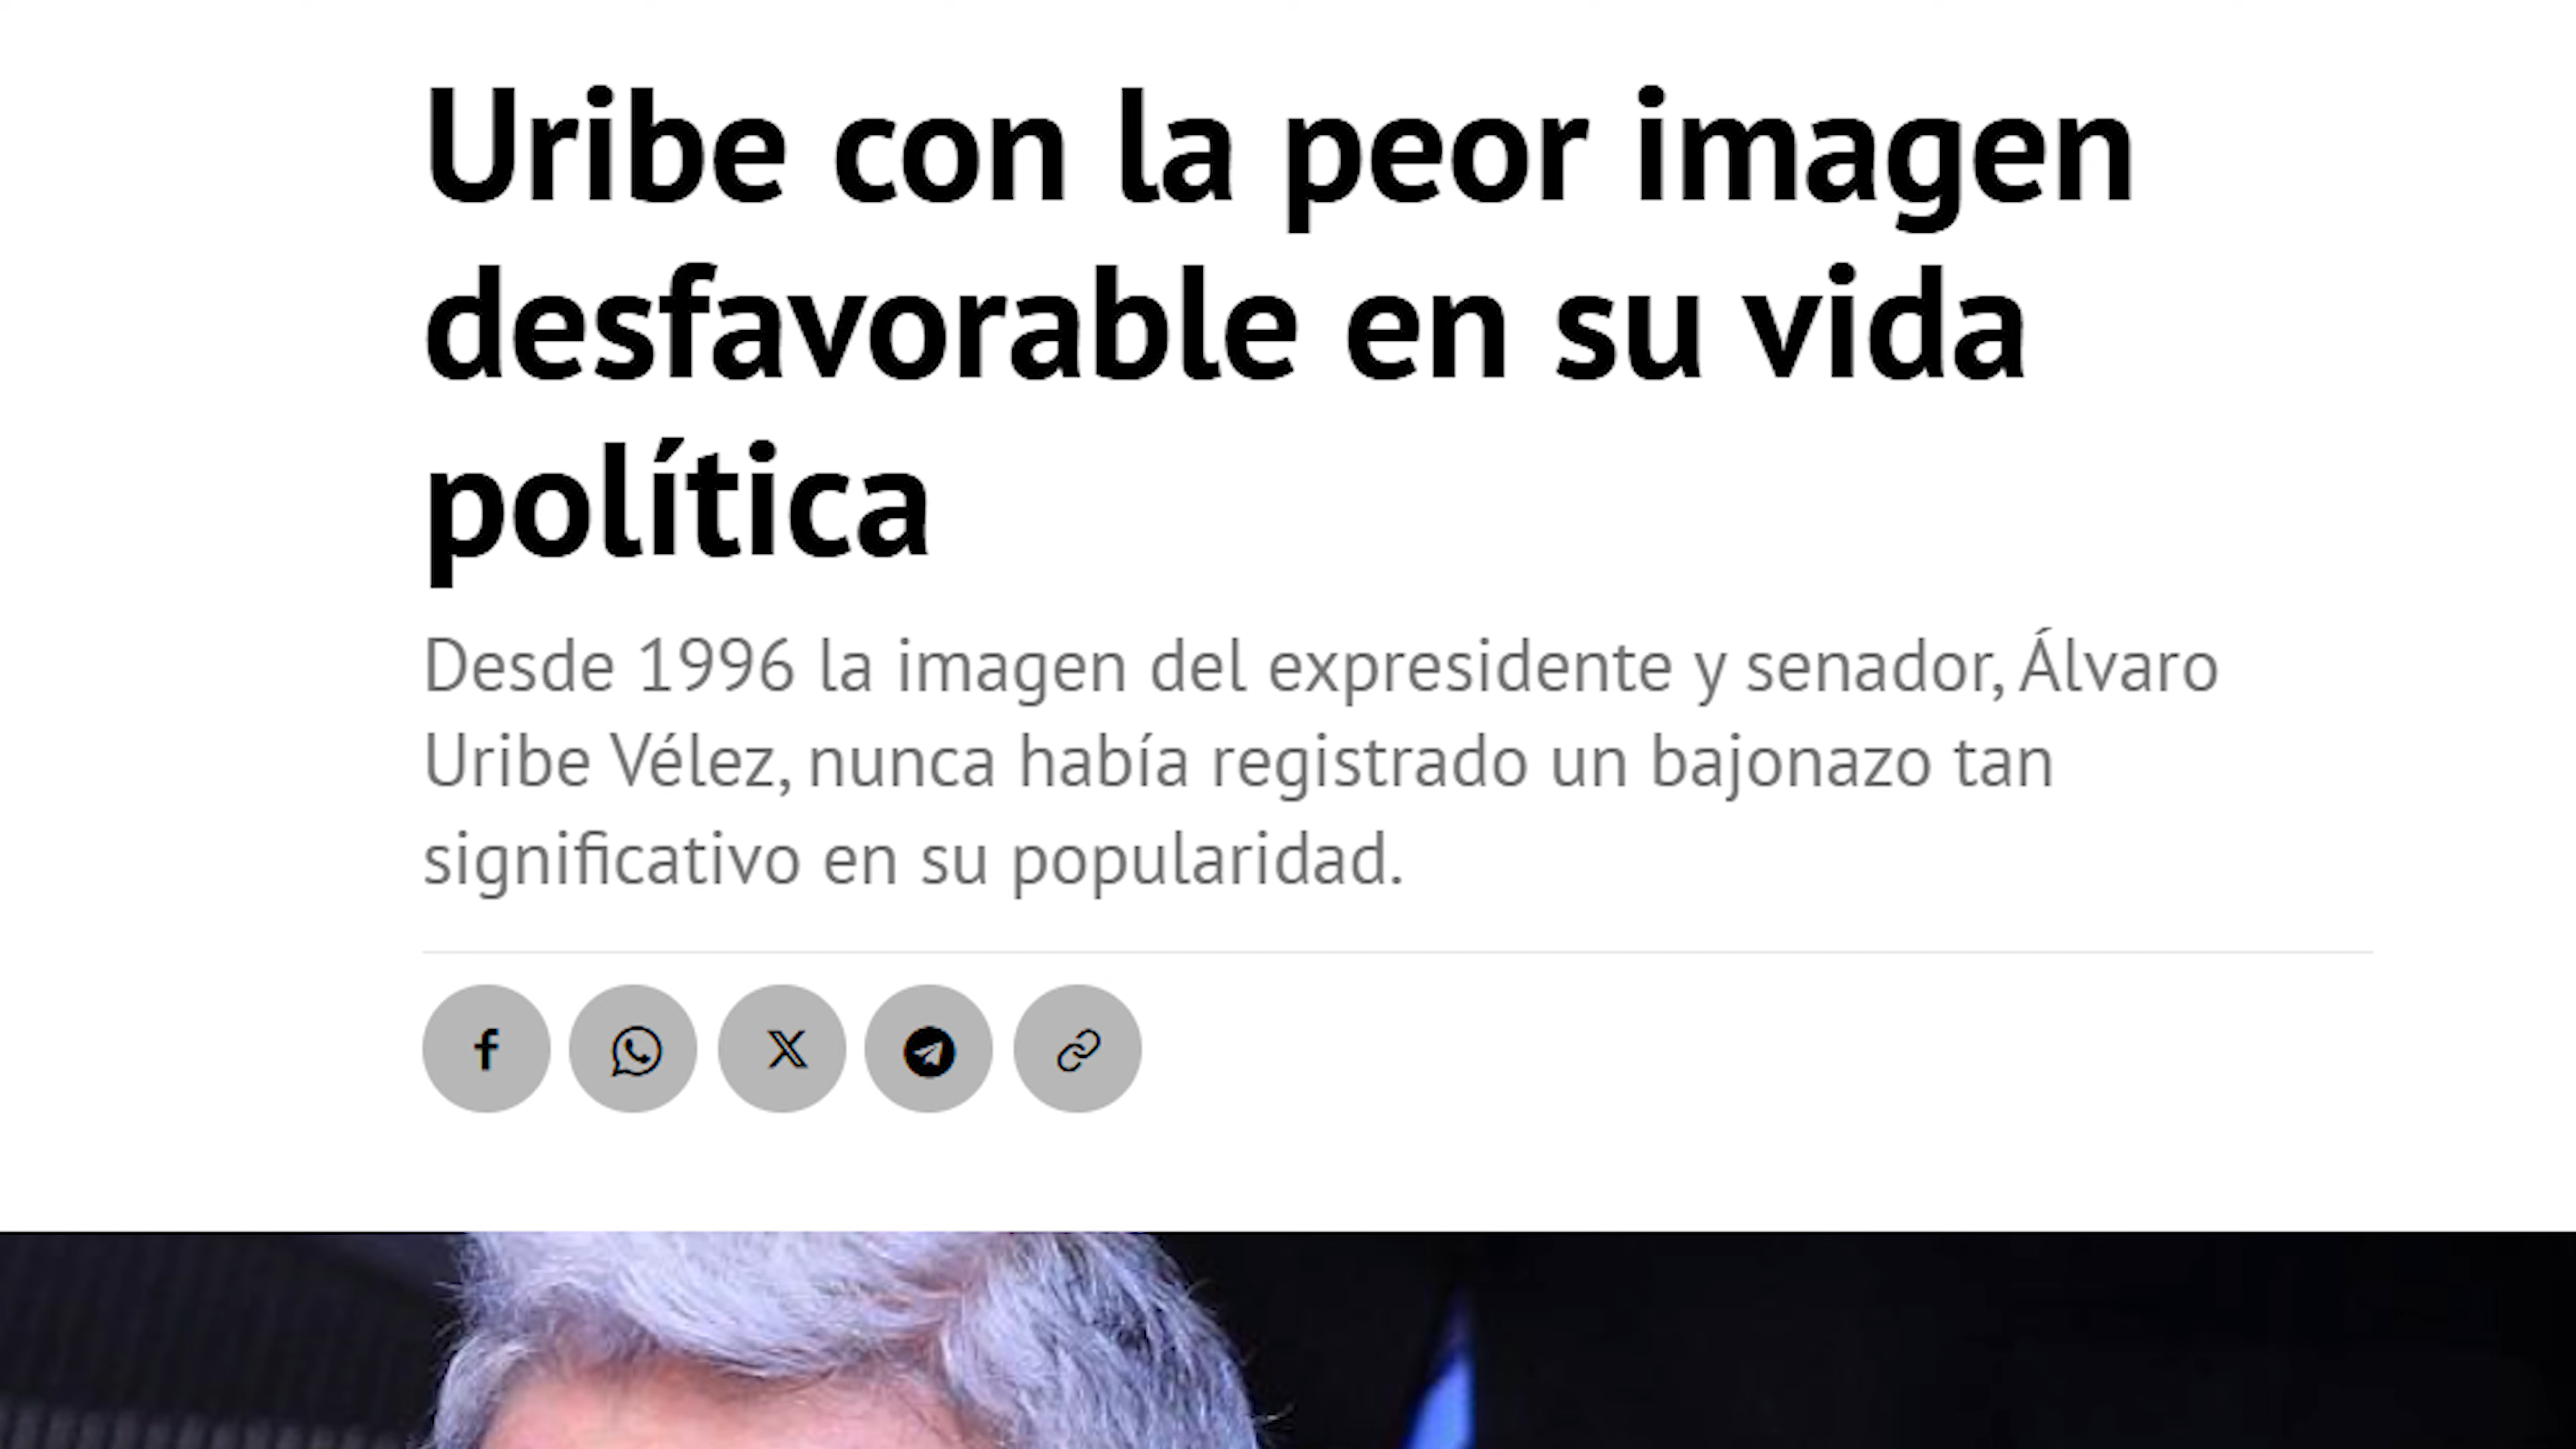 Uribe con la peor imagen
desfavorable en su vida
política
Desde 1996 la imagen del expresidente y senador, Álvaro
Uribe Vélez, nunca había registrado un bajonazo tan
significativo en su popularidad.